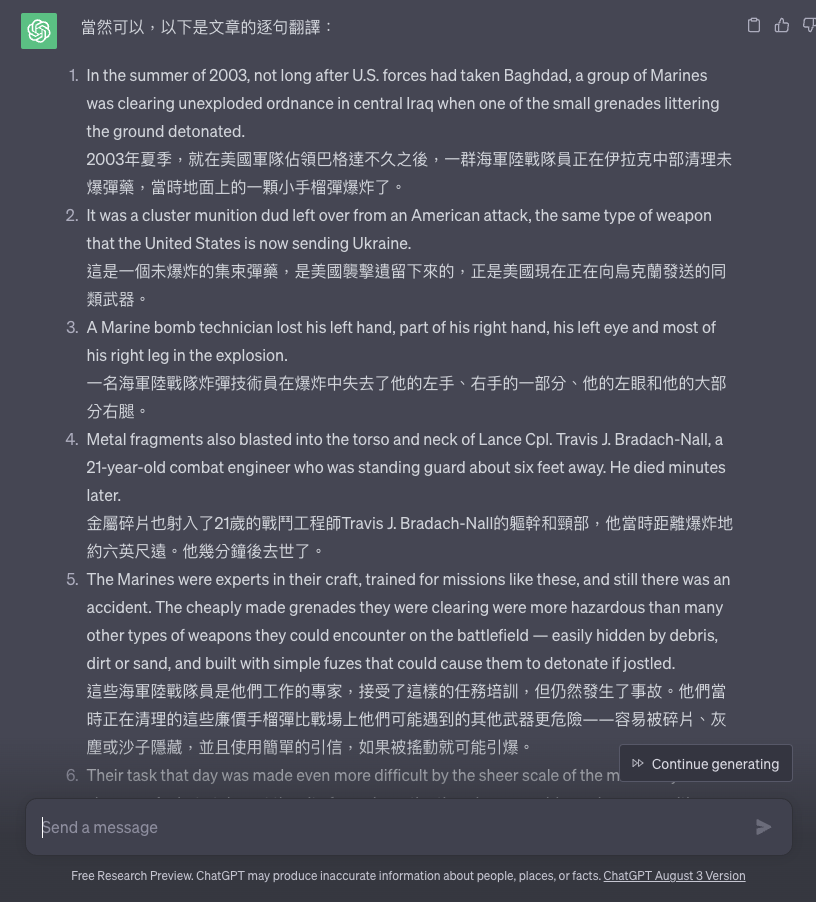 當然可以，以下是文章的逐句翻譯：
1. In the summer of 2003, not long after U.S. forces had taken Baghdad, a group of Marines
was clearing unexploded ordnance in central Iraq when one of the small grenades littering
the ground detonated.
2003年夏季，就在美國軍隊佔領巴格達不久之後，一群海軍陸戰隊員正在伊拉克中部清理未
爆彈藥，當時地面上的一顆小手榴彈爆炸了。
2. It was a cluster munition dud left over from an American attack, the same type of weapon
that the United States is now sending Ukraine.
這是一個未爆炸的集束彈藥，是美國襲擊遺留下來的，正是美國現在正在向烏克蘭發送的同
類武器。
3. A Marine bomb technician lost his left hand, part of his right hand, his left eye and most of
his right leg in the explosion.
一名海軍陸戰隊炸彈技術員在爆炸中失去了他的左手、右手的一部分、他的左眼和他的大部
分右腿。
4. Metal fragments also blasted into the torso and neck of Lance Cpl. Travis J. Bradach-Nall, a
21-year-old combat engineer who was standing guard about six feet away. He died minutes
later.
金屬碎片也射入了21歲的戰鬥工程師Travis J. Bradach-Nall的軀幹和頸部，他當時距離爆炸地
約六英尺遠。他幾分鐘後去世了。
5. The Marines were experts in their craft, trained for missions like these, and still there was an
accident. The cheaply made grenades they were clearing were more hazardous than many
other types of weapons they could encounter on the battlefield — easily hidden by debris,
dirt or sand, and built with simple fuzes that could cause them to detonate if jostled.
這些海軍陸戰隊員是他們工作的專家，接受了這樣的任務培訓，但仍然發生了事故。他們當
時正在清理的這些廉價手榴彈比戰場上他們可能遇到的其他武器更危險——容易被碎片、灰
塵或沙子隱藏，並且使用簡單的引信，如果被搖動就可能引爆。
6. Their task that day was made even more difficult by the sheer scale of the
Continue generating
Send a message
Free Research Preview. ChatGPT may produce inaccurate information about people, places, or facts. ChatGPT August 3 Version